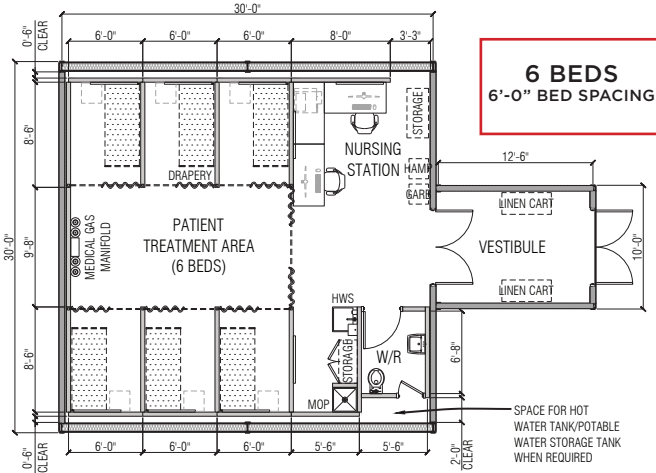 30'-0"
0'-6"
CLEAR
6'-0"
6'-0"
6'-0"
8'-0"
3'-3"
6 BEDS
6'-0" BED SPACING
8'-6"
DRAPERY
NURSING
STATION
STORAGE
HAMP
GARB
12'-6"
LINEN CART
30'-0"
9'-8"
MEDICAL GAS
MANIFOLD
PATIENT
TREATMENT AREA
(6 BEDS)
VESTIBULE
10'-0"
LINEN CART
HWS
8'-6"
STORAGE
W/R
6'-8"
MOP
SPACE FOR HOT
WATER TANK/POTABLE
WATER STORAGE TANK
WHEN REQUIRED
0'-6"
CLEAR
6'-0"
6'-0"
6'-0"
5'-6"
5'-6"
2'-0"
CLEAR